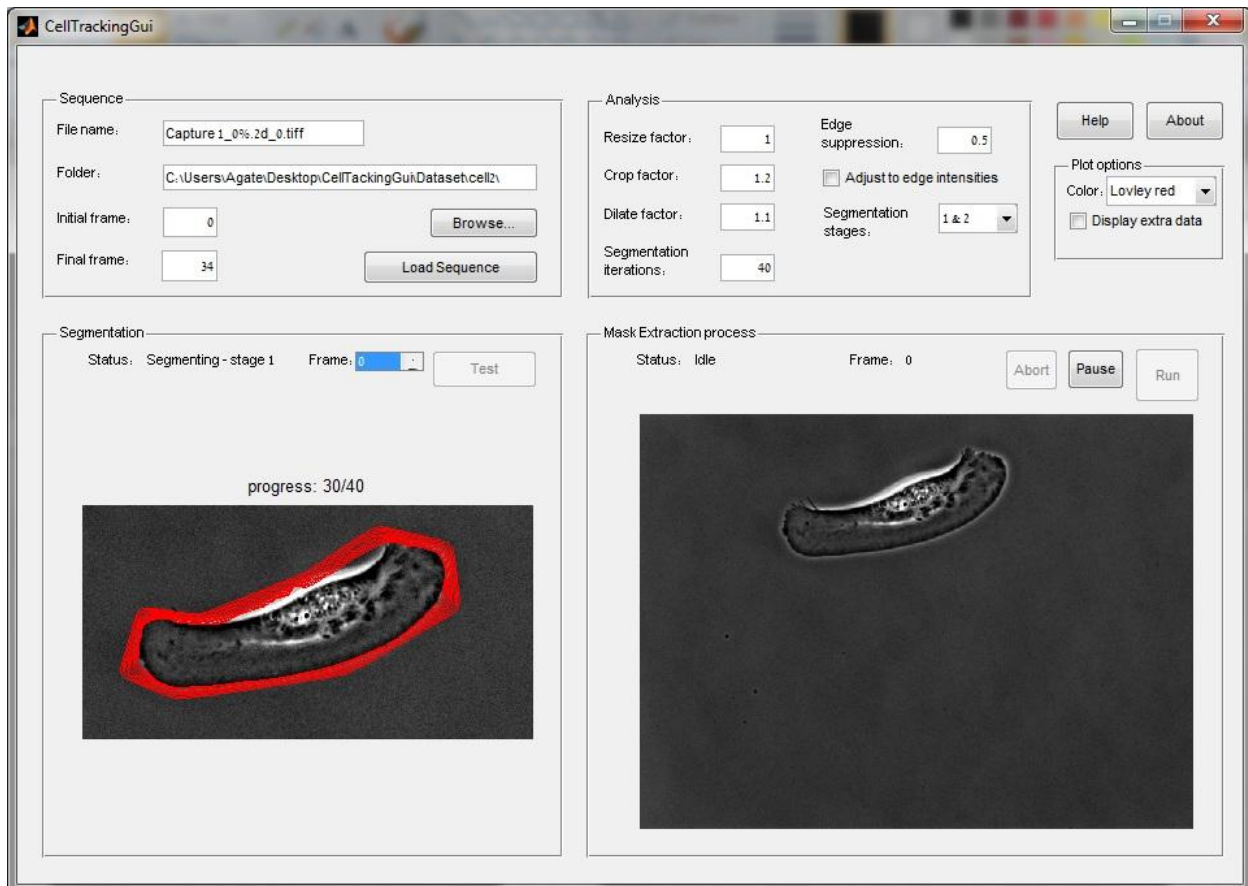 CellTrackingGui
Sequence
File name:
Capture 1_0%.2d_0.tiff
Folder:
C:\Users\Agate\Desktop\CellTackingGui\Dataset\cell2\
Initial frame:
0
Browse...
Final frame:
34
Load Sequence
Analysis
Resize factor:
1
Edge
suppression:
0.5
Crop factor:
1.2
Adjust to edge intensities
Dilate factor:
1.1
Segmentation
stages:
1 & 2
Segmentation
iterations:
40
Help
About
Plot options
Color: Lovley red
Display extra data
Segmentation
Status: Segmenting - stage 1
Frame: 0
Test
progress: 30/40
Mask Extraction process
Status: Idle
Frame: 0
Abort
Pause
Run